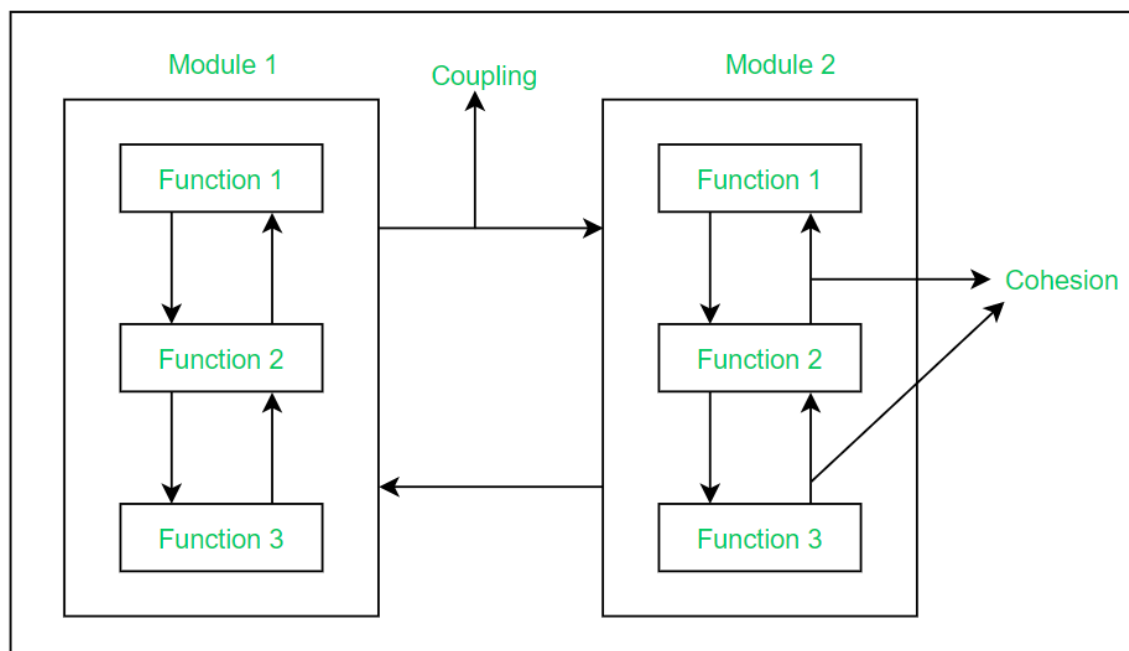 Module 1
Coupling
Module 2
Function 1
Function 1
Cohesion
Function 2
Function 2
Function 3
Function 3